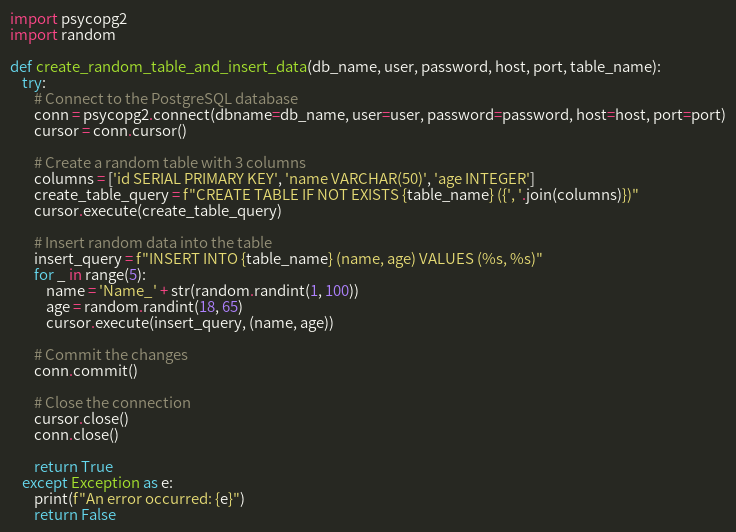 import psycopg2
import random

def create_random_table_and_insert_data(db_name, user, password, host, port, table_name):
    try:
        # Connect to the PostgreSQL database
        conn = psycopg2.connect(dbname=db_name, user=user, password=password, host=host, port=port)
        cursor = conn.cursor()

        # Create a random table with 3 columns
        columns = ['id SERIAL PRIMARY KEY', 'name VARCHAR(50)', 'age INTEGER']
        create_table_query = f"CREATE TABLE IF NOT EXISTS {table_name} ({', '.join(columns)})"
        cursor.execute(create_table_query)

        # Insert random data into the table
        insert_query = f"INSERT INTO {table_name} (name, age) VALUES (%s, %s)"
        for _ in range(5):
            name = 'Name_' + str(random.randint(1, 100))
            age = random.randint(18, 65)
            cursor.execute(insert_query, (name, age))

        # Commit the changes
        conn.commit()

        # Close the connection
        cursor.close()
        conn.close()

        return True
    except Exception as e:
        print(f"An error occurred: {e}")
        return False